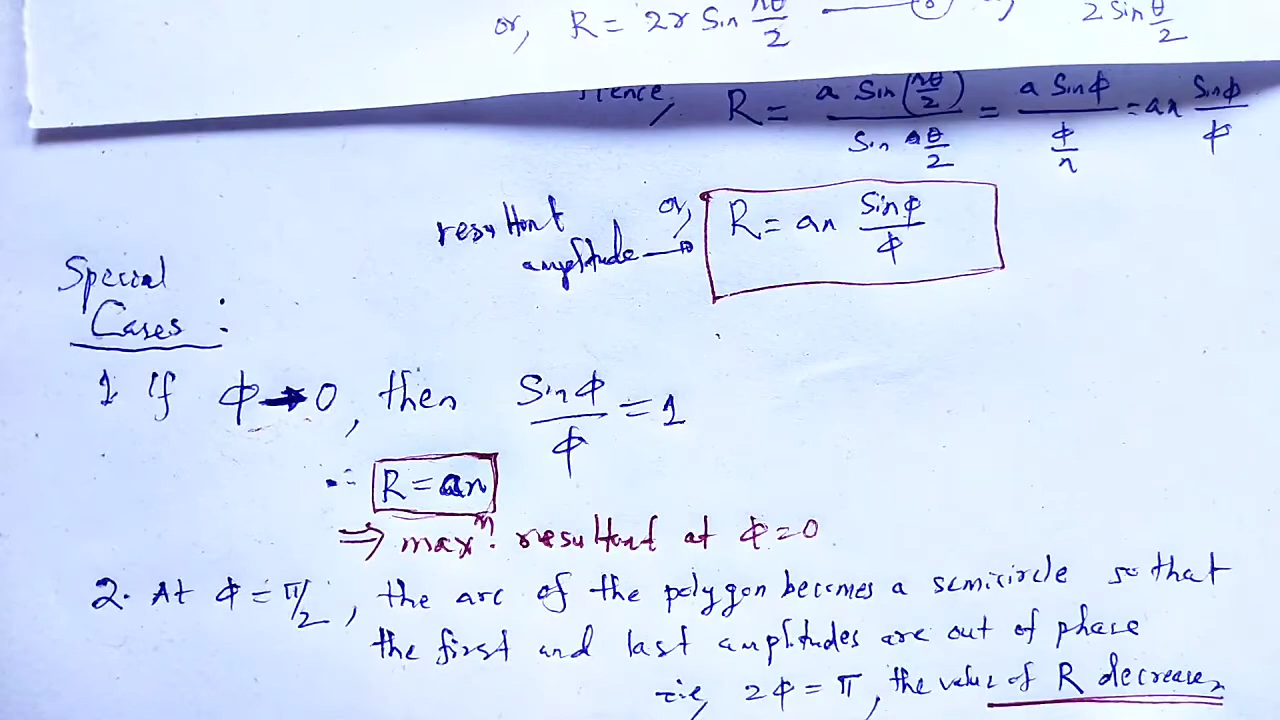 or, R = 2r Sin nθ/2 2 Sin θ/2
Hence, R = a Sin(nθ/2) / Sin θ/2 = a Sinϕ / ϕ/n = an Sinϕ/ϕ
resultant amplitude → or, R = an Sinϕ/ϕ
Special
Cases :
1 If ϕ→0, then Sinϕ/ϕ = 1
∴ R = an
⇒ maxm. resultant at ϕ=0
2. At ϕ = π/2, the arc of the polygon becomes a semicircle so that
the first and last amplitudes are out of phase
i.e, 2ϕ = π, the value of R decreases